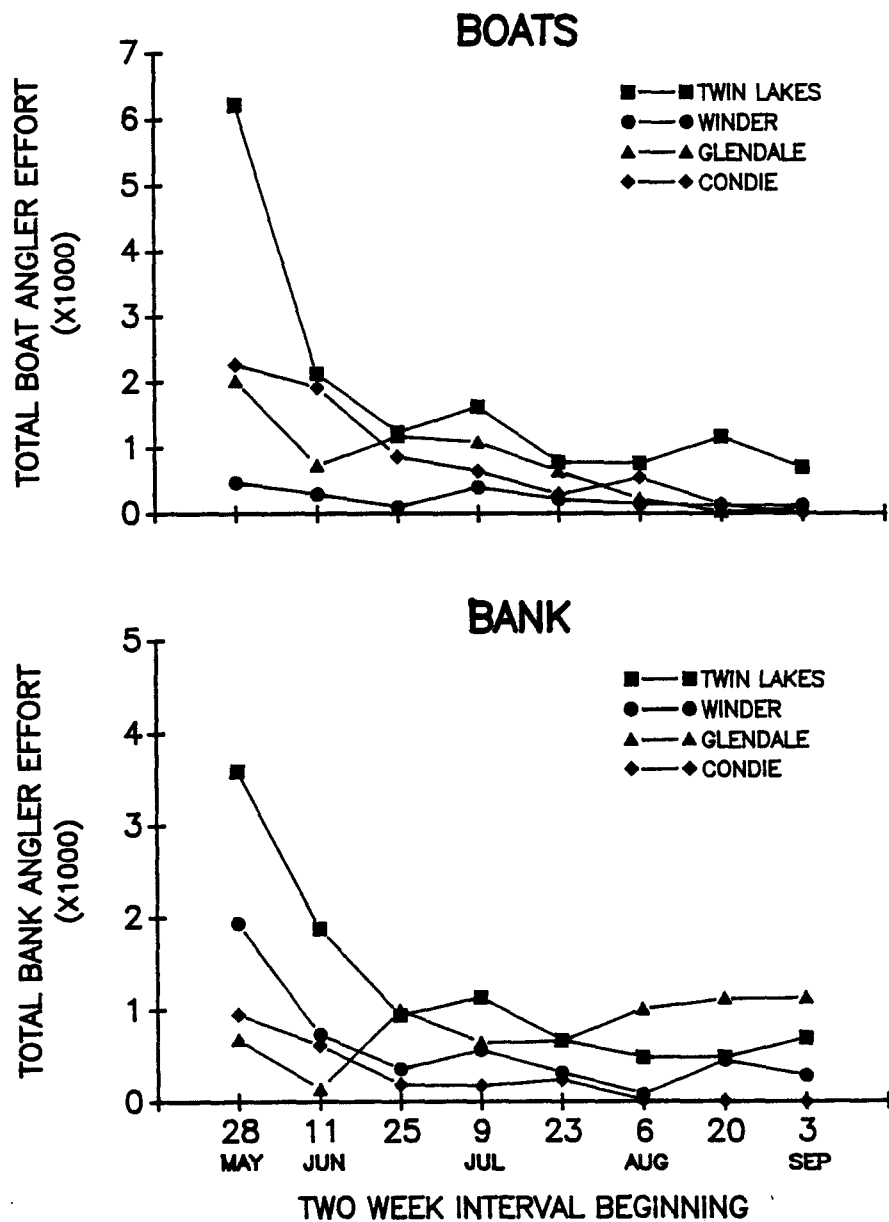 BOATS
TOTAL BOAT ANGLER EFFORT
(X1000)
7
6
5
4
3
2
1
0
TWIN LAKES
WINDER
GLENDALE
CONDIE
BANK
TOTAL BANK ANGLER EFFORT
(X1000)
5
4
3
2
1
0
TWIN LAKES
WINDER
GLENDALE
CONDIE
28 11 25 9 23 6 20 3
MAY JUN JUL AUG SEP
TWO WEEK INTERVAL BEGINNING